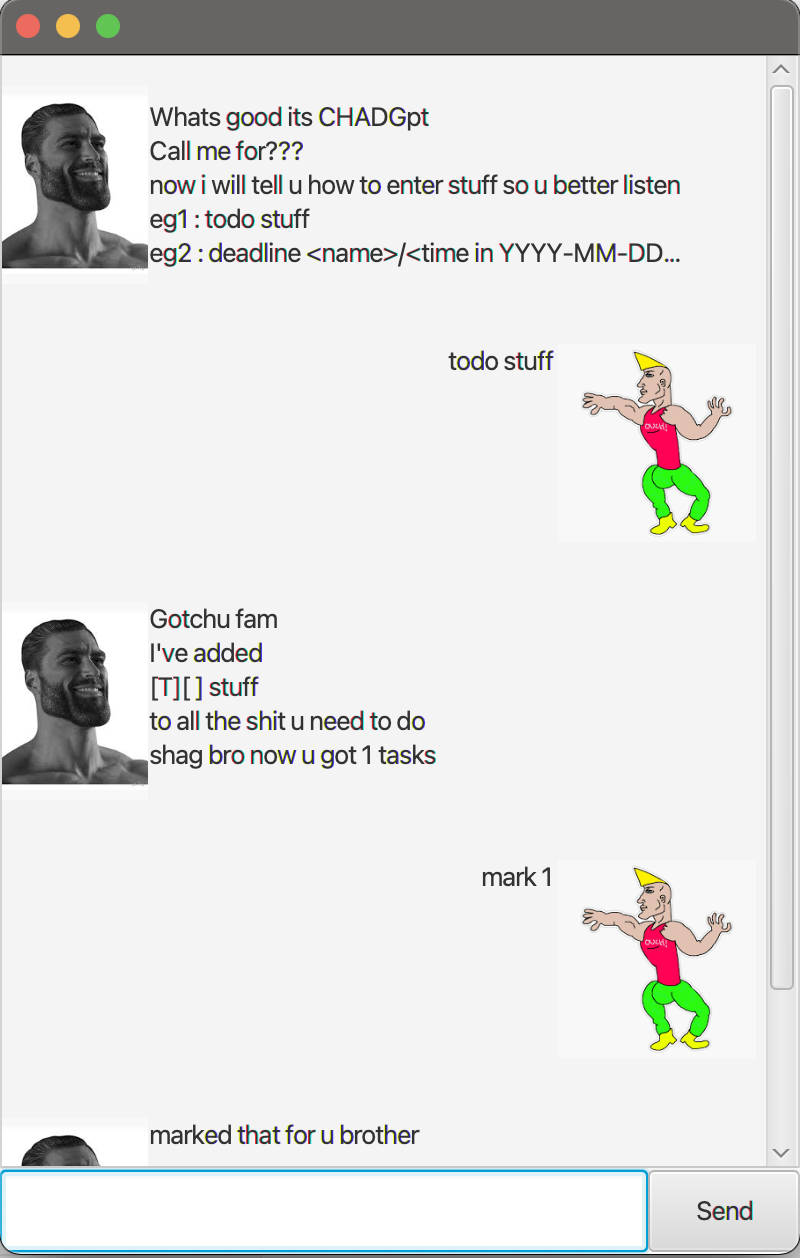 Whats good its CHADGpt
Call me for???
now i will tell u how to enter stuff so u better listen
eg1 : todo stuff
eg2 : deadline <name>/<time in YYYY-MM-DD...
todo stuff
Gotchu fam
I've added
[T][ ] stuff
to all the shit u need to do
shag bro now u got 1 tasks
mark 1
marked that for u brother
Send